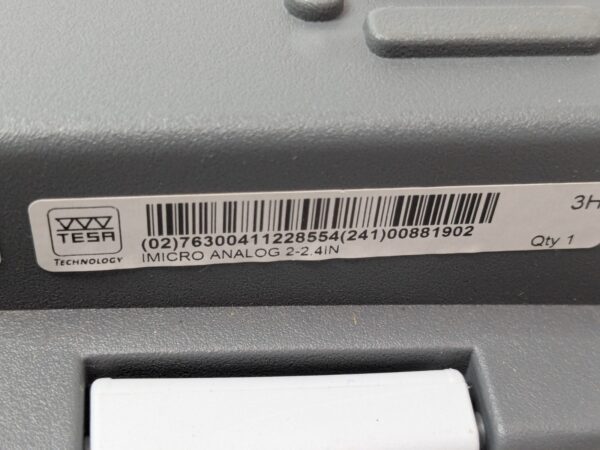 TESA
TECHNOLOGY
(02)76300411228554(241)00881902
IMICRO ANALOG 2-2.4IN
3H
Qty 1